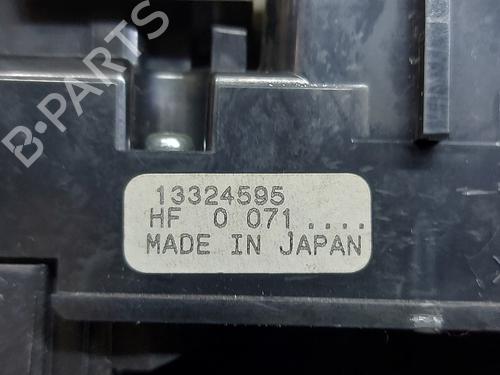 B-PARTS
13324595
HF 0 071 ....
MADE IN JAPAN